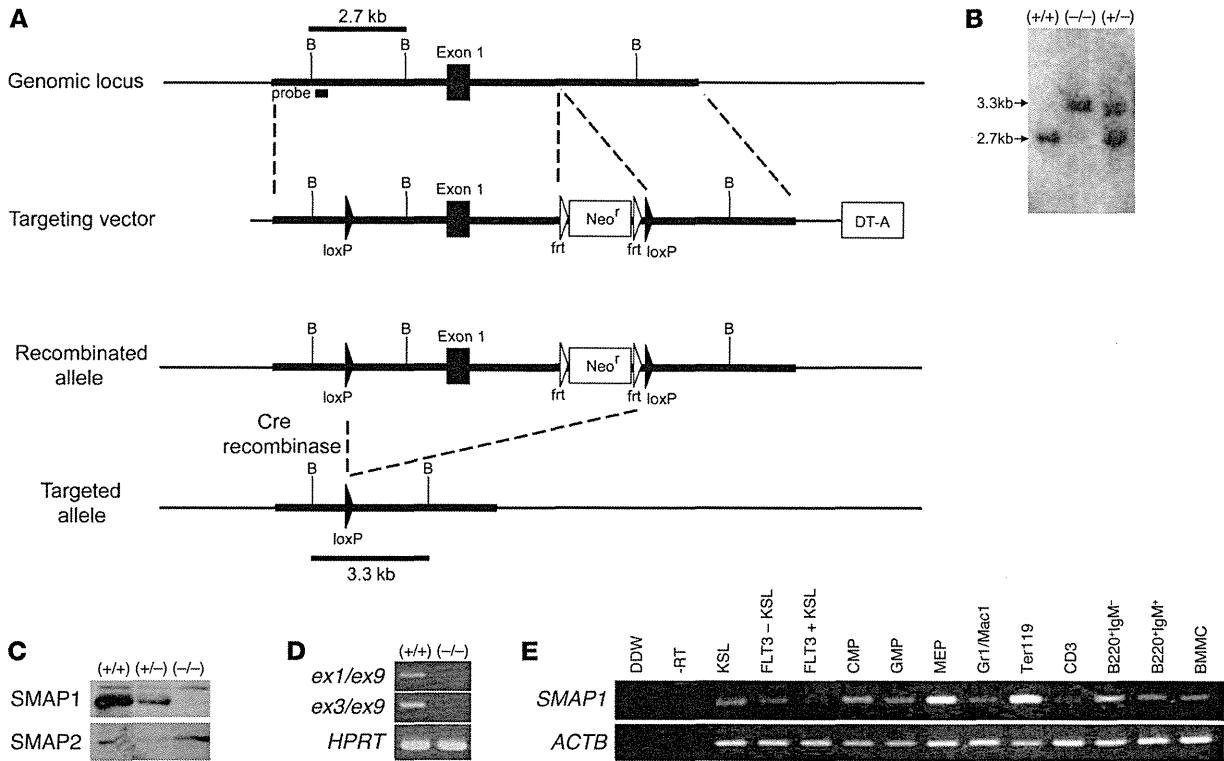 A
2.7 kb
B B Exon 1 B
Genomic locus
probe
B B Exon 1 B
Targeting vector
Neoʳ
DT-A
loxP frt frt loxP
B B Exon 1 B
Recombinated
allele
Neoʳ
loxP frt frt loxP
Cre
recombinase
B B
Targeted
allele
loxP
3.3 kb
B
(+/+) (−/−) (+/−)
3.3kb→
2.7kb→
C
(+/+) (+/−) (−/−)
SMAP1
SMAP2
D
(+/+) (−/−)
ex1/ex9
ex3/ex9
HPRT
E
DDW
-RT
KSL
FLT3 − KSL
FLT3 + KSL
CMP
GMP
MEP
Gr1/Mac1
Ter119
CD3
B220⁺IgM⁻
B220⁺IgM⁺
BMMC
SMAP1
ACTB